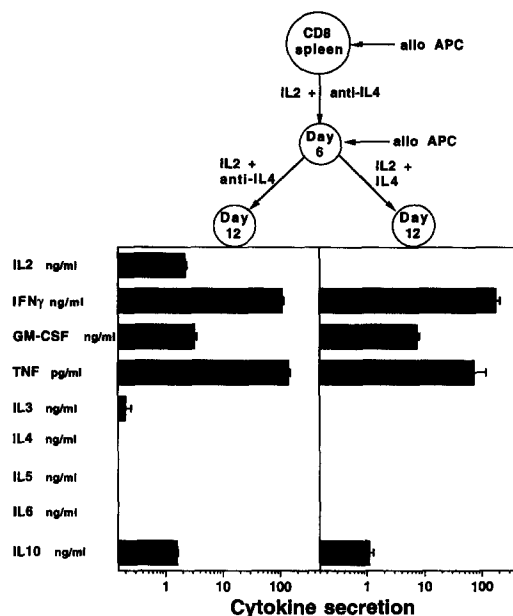 CD8
spleen
allo APC
IL2 + anti-IL4
Day
6
allo APC
IL2 +
anti-IL4
IL2 +
IL4
Day
12
Day
12
IL2 ng/ml
IFNγ ng/ml
GM-CSF ng/ml
TNF pg/ml
IL3 ng/ml
IL4 ng/ml
IL5 ng/ml
IL6 ng/ml
IL10 ng/ml
1 10 100 1 10 100
Cytokine secretion